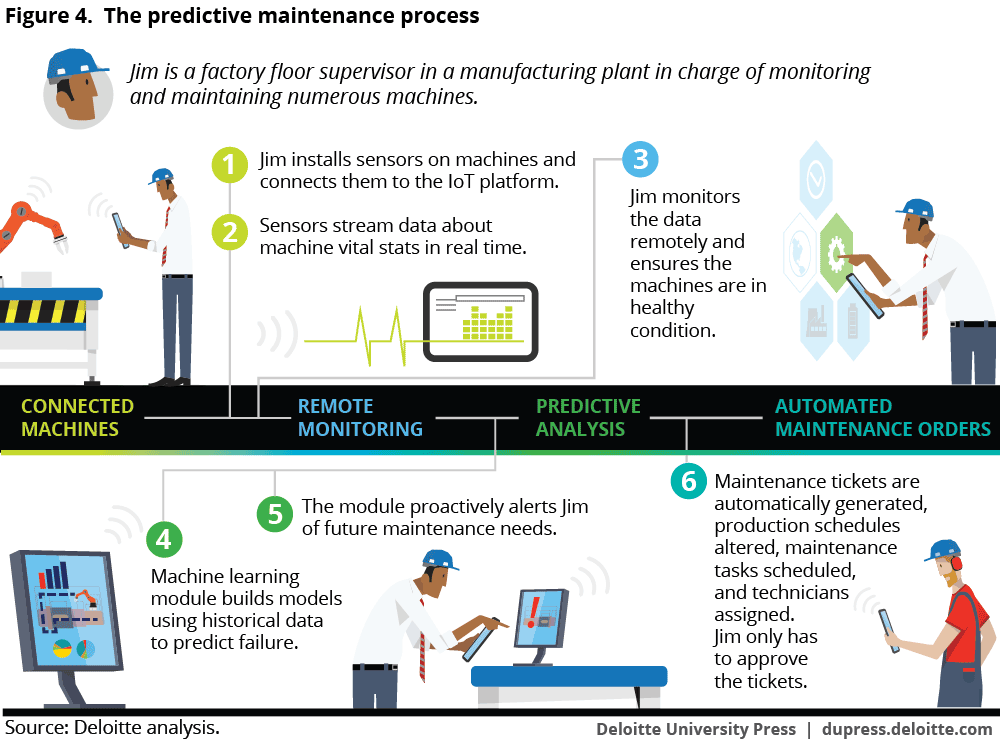 Figure 4. The predictive maintenance process
Jim is a factory floor supervisor in a manufacturing plant in charge of monitoring
and maintaining numerous machines.
1
Jim installs sensors on machines and
connects them to the IoT platform.
2
Sensors stream data about
machine vital stats in real time.
3
Jim monitors
the data
remotely and
ensures the
machines are in
healthy
condition.
CONNECTED
MACHINES
REMOTE
MONITORING
PREDICTIVE
ANALYSIS
AUTOMATED
MAINTENANCE ORDERS
4
Machine learning
module builds models
using historical data
to predict failure.
5
The module proactively alerts Jim
of future maintenance needs.
!
6
Maintenance tickets are
automatically generated,
production schedules
altered, maintenance
tasks scheduled,
and technicians
assigned.
Jim only has
to approve
the tickets.
Source: Deloitte analysis.
Deloitte University Press | dupress.deloitte.com